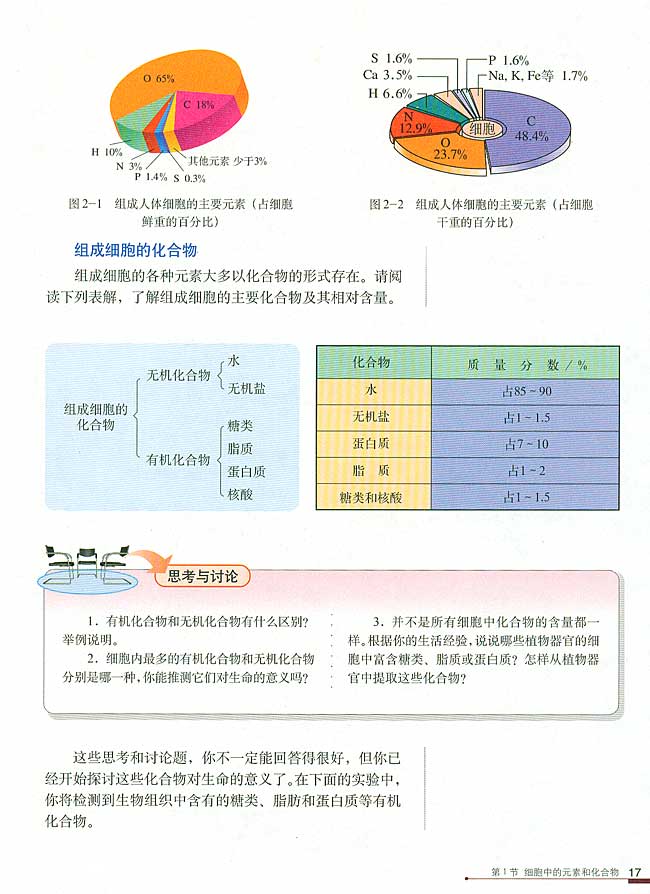 O 65%
C 18%
H 10%
N 3%
P 1.4% S 0.3%
其他元素 少于3%
S 1.6%
P 1.6%
Ca 3.5%
Na, K, Fe等 1.7%
H 6.6%
N
12.9%
O
23.7%
细胞
C
48.4%
图2-1 组成人体细胞的主要元素（占细胞
鲜重的百分比）
图2-2 组成人体细胞的主要元素（占细胞
干重的百分比）
组成细胞的化合物
组成细胞的各种元素大多以化合物的形式存在。请阅
读下列表解，了解组成细胞的主要化合物及其相对含量。
组成细胞的
化合物
无机化合物
水
无机盐
有机化合物
糖类
脂质
蛋白质
核酸
化合物 质 量 分 数 / %
水 占85～90
无机盐 占1～1.5
蛋白质 占7～10
脂 质 占1～2
糖类和核酸 占1～1.5
思考与讨论
1．有机化合物和无机化合物有什么区别？
举例说明。
2．细胞内最多的有机化合物和无机化合物
分别是哪一种，你能推测它们对生命的意义吗？
3．并不是所有细胞中化合物的含量都一
样。根据你的生活经验，说说哪些植物器官的细
胞中富含糖类、脂质或蛋白质？怎样从植物器
官中提取这些化合物？
这些思考和讨论题，你不一定能回答得很好，但你已
经开始探讨这些化合物对生命的意义了。在下面的实验中，
你将检测到生物组织中含有的糖类、脂肪和蛋白质等有机
化合物。
第1节 细胞中的元素和化合物 17